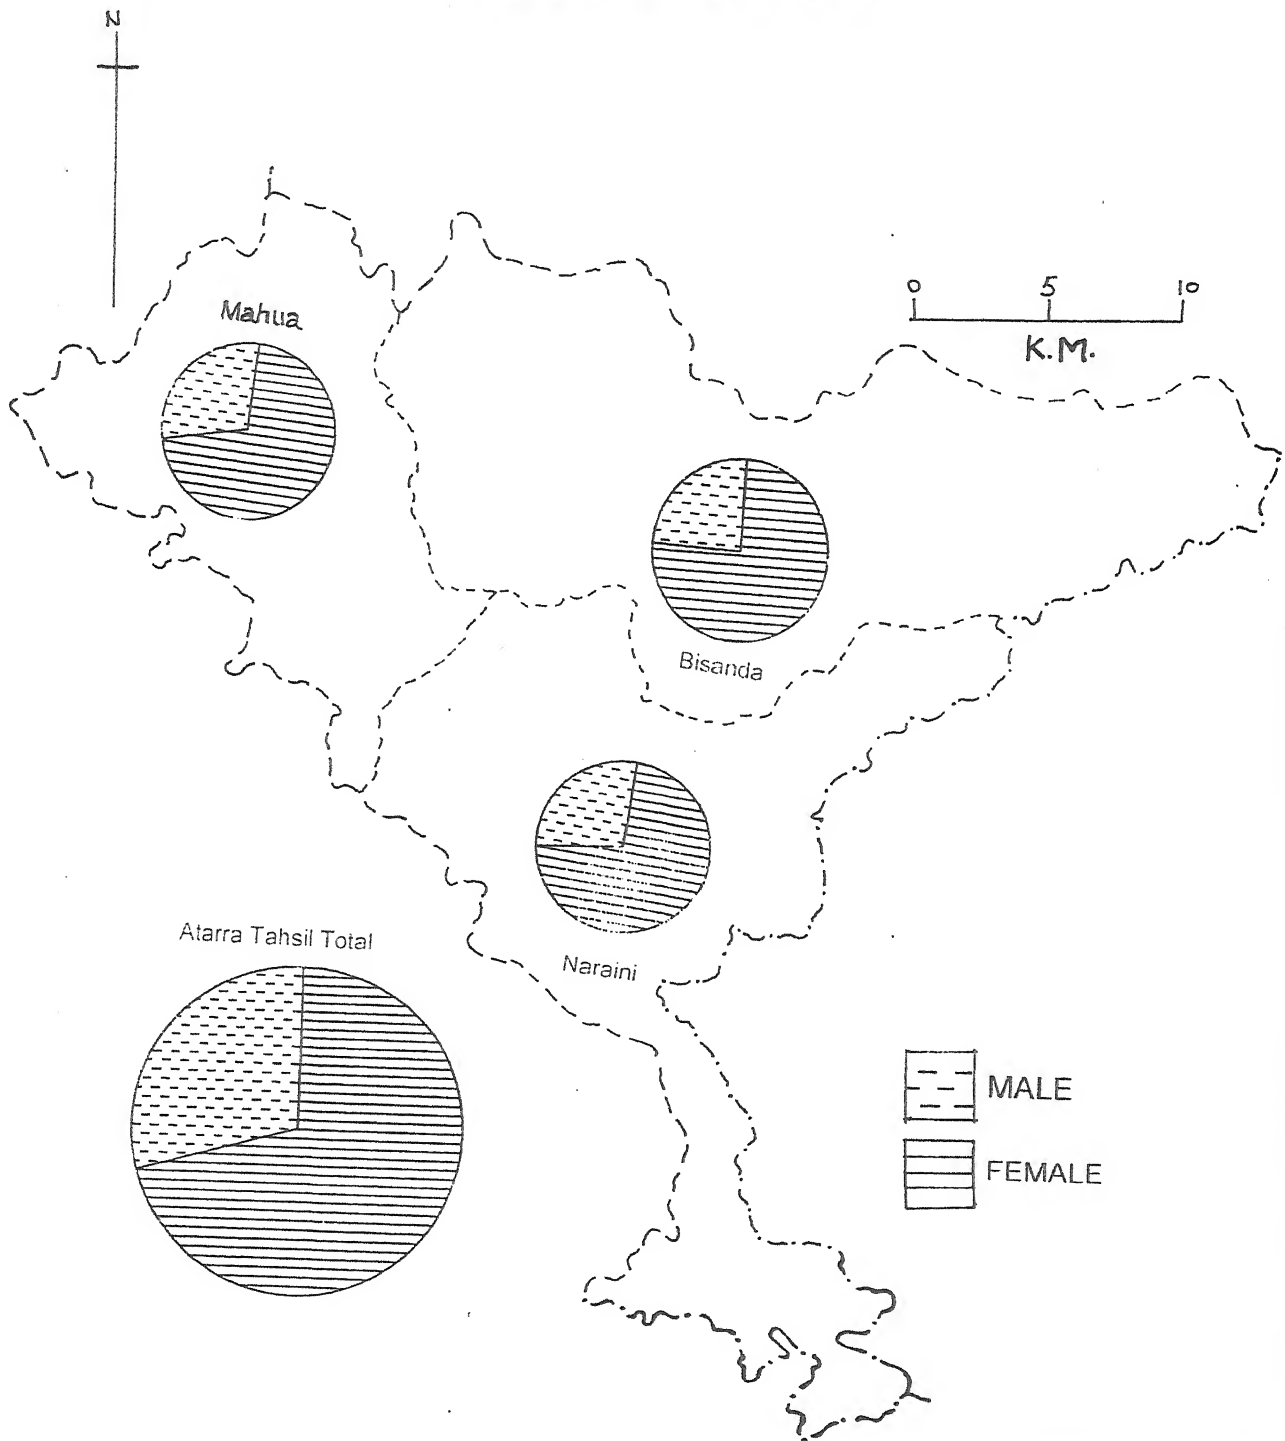 N
Mahua
0 5 10
K.M.
Bisanda
Naraini
Atarra Tahsil Total
MALE
FEMALE